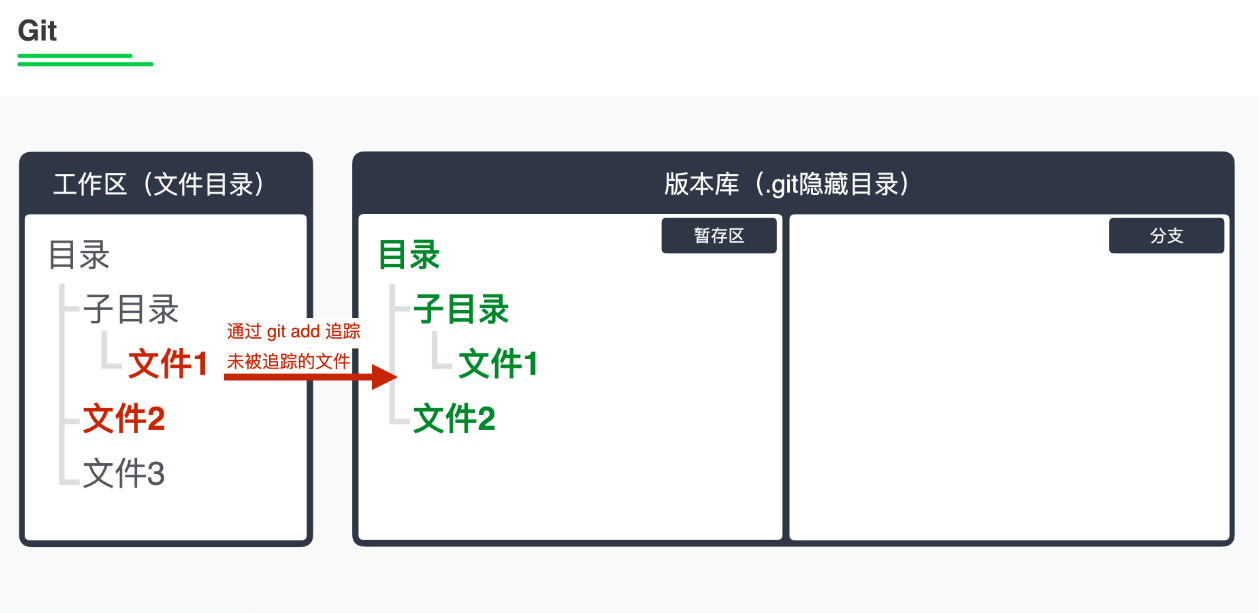 Git
工作区（文件目录）
目录
子目录
文件1
文件2
文件3
通过 git add 追踪
未被追踪的文件
版本库（.git隐藏目录）
暂存区
目录
子目录
文件1
文件2
分支